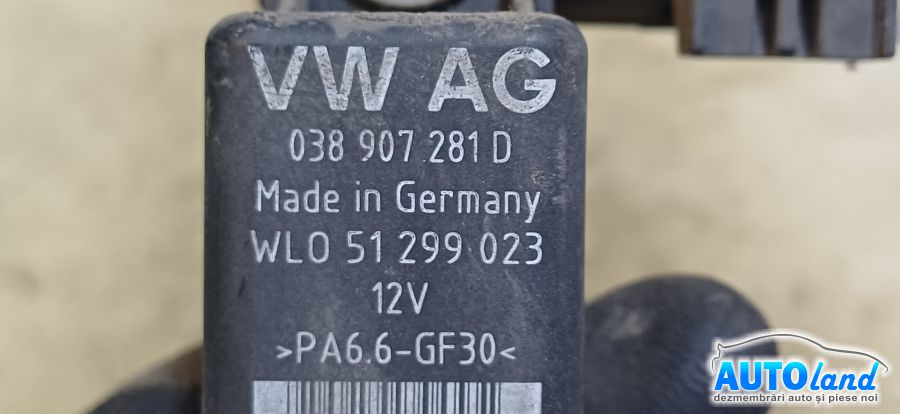 VW AG
038 907 281 D
Made in Germany
WLO 51 299 023
12V
>PA6.6-GF30<
AUTOland
dezmembrări auto și piese noi